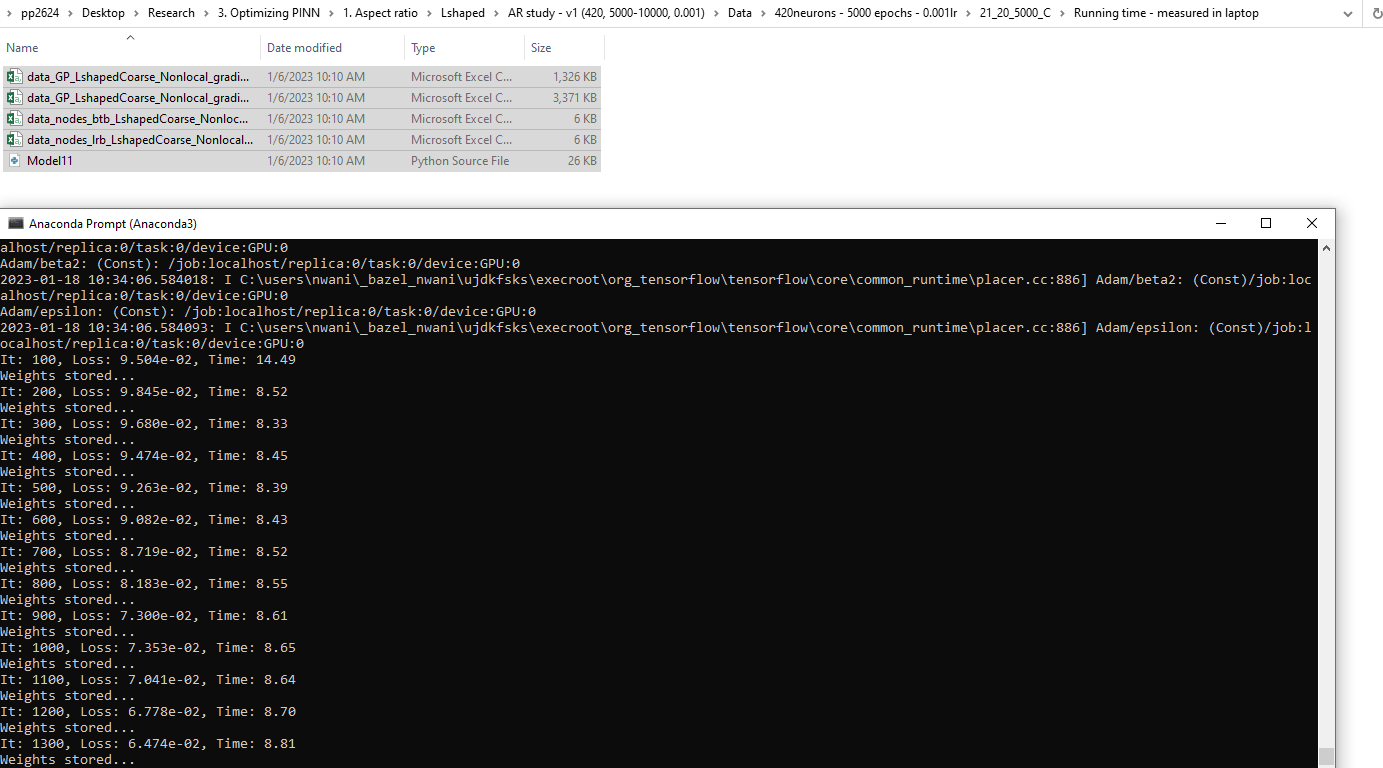 pp2624 > Desktop > Research > 3. Optimizing PINN > 1. Aspect ratio > Lshaped > AR study - v1 (420, 5000-10000, 0.001) > Data > 420neurons - 5000 epochs - 0.001lr > 21_20_5000_C > Running time - measured in laptop
Name Date modified Type Size
data_GP_LshapedCoarse_Nonlocal_gradi... 1/6/2023 10:10 AM Microsoft Excel C... 1,326 KB
data_GP_LshapedCoarse_Nonlocal_gradi... 1/6/2023 10:10 AM Microsoft Excel C... 3,371 KB
data_nodes_btb_LshapedCoarse_Nonloc... 1/6/2023 10:10 AM Microsoft Excel C... 6 KB
data_nodes_lrb_LshapedCoarse_Nonlocal... 1/6/2023 10:10 AM Microsoft Excel C... 6 KB
Model11 1/6/2023 10:10 AM Python Source File 26 KB
Anaconda Prompt (Anaconda3)
alhost/replica:0/task:0/device:GPU:0
Adam/beta2: (Const): /job:localhost/replica:0/task:0/device:GPU:0
2023-01-18 10:34:06.584018: I C:\users\nwani\_bazel_nwani\ujdkfsks\execroot\org_tensorflow\tensorflow\core\common_runtime\placer.cc:886] Adam/beta2: (Const)/job:loc
alhost/replica:0/task:0/device:GPU:0
Adam/epsilon: (Const): /job:localhost/replica:0/task:0/device:GPU:0
2023-01-18 10:34:06.584093: I C:\users\nwani\_bazel_nwani\ujdkfsks\execroot\org_tensorflow\tensorflow\core\common_runtime\placer.cc:886] Adam/epsilon: (Const)/job:l
ocalhost/replica:0/task:0/device:GPU:0
It: 100, Loss: 9.504e-02, Time: 14.49
Weights stored...
It: 200, Loss: 9.845e-02, Time: 8.52
Weights stored...
It: 300, Loss: 9.680e-02, Time: 8.33
Weights stored...
It: 400, Loss: 9.474e-02, Time: 8.45
Weights stored...
It: 500, Loss: 9.263e-02, Time: 8.39
Weights stored...
It: 600, Loss: 9.082e-02, Time: 8.43
Weights stored...
It: 700, Loss: 8.719e-02, Time: 8.52
Weights stored...
It: 800, Loss: 8.183e-02, Time: 8.55
Weights stored...
It: 900, Loss: 7.300e-02, Time: 8.61
Weights stored...
It: 1000, Loss: 7.353e-02, Time: 8.65
Weights stored...
It: 1100, Loss: 7.041e-02, Time: 8.64
Weights stored...
It: 1200, Loss: 6.778e-02, Time: 8.70
Weights stored...
It: 1300, Loss: 6.474e-02, Time: 8.81
Weights stored...